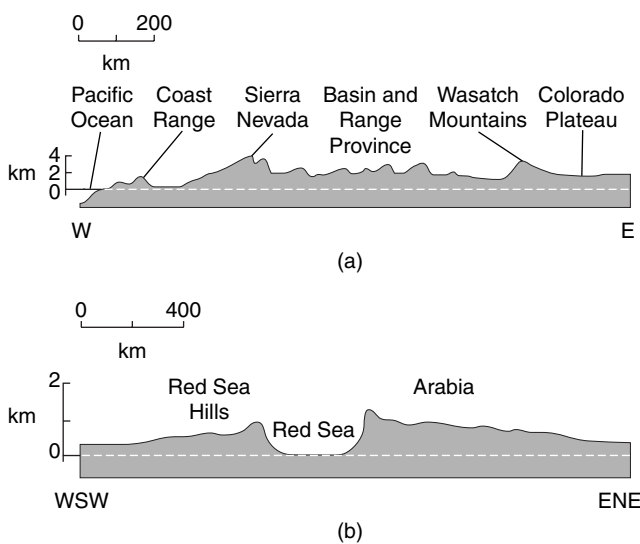 0 200
km
Pacific Ocean
Coast Range
Sierra Nevada
Basin and Range Province
Wasatch Mountains
Colorado Plateau
km
4
2
0
W E
(a)
0 400
km
2
km
0
Red Sea Hills
Red Sea
Arabia
WSW ENE
(b)